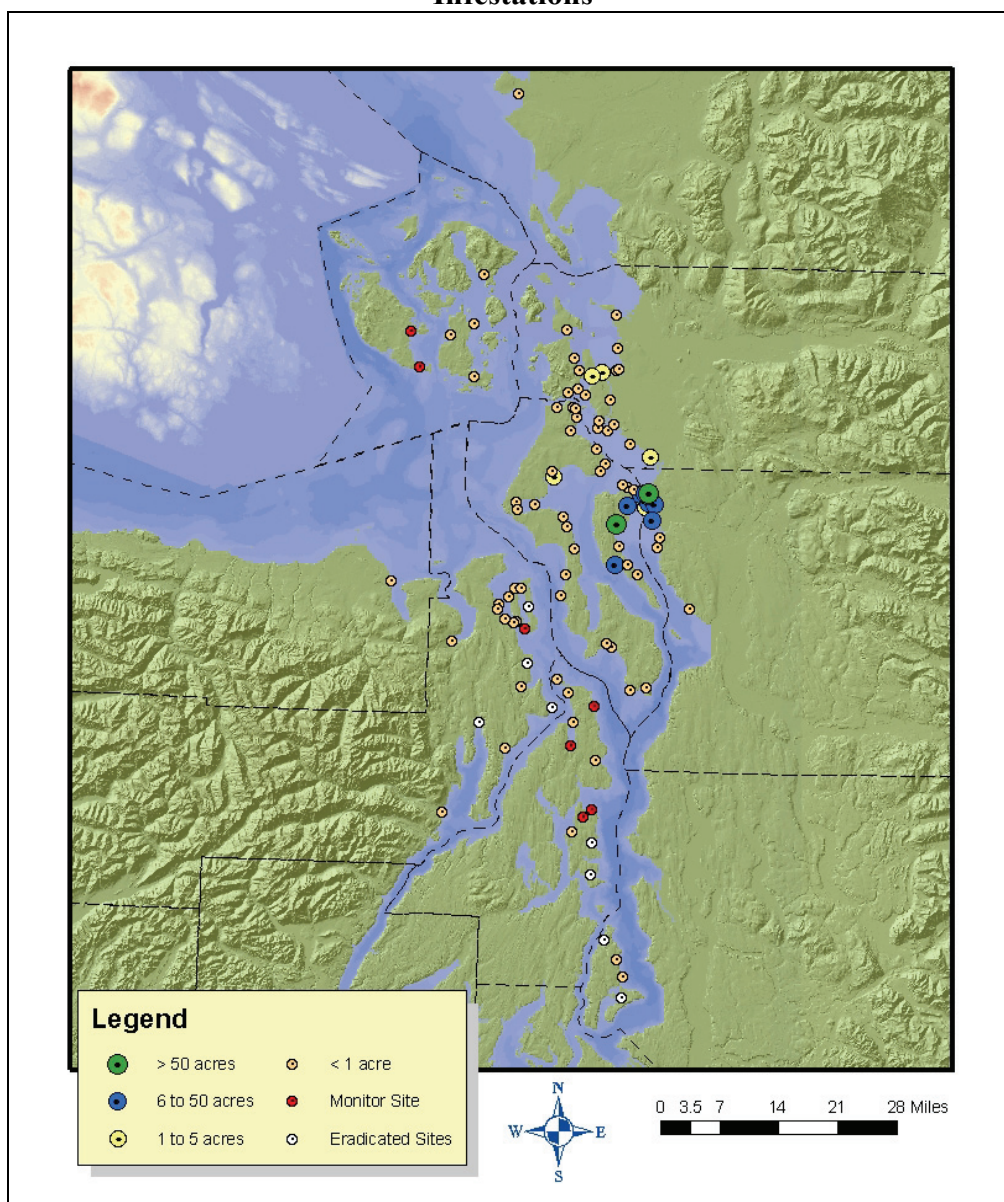 Infestations
Legend
> 50 acres
< 1 acre
6 to 50 acres
Monitor Site
1 to 5 acres
Eradicated Sites
N
W E
S
0 3.5 7 14 21 28 Miles